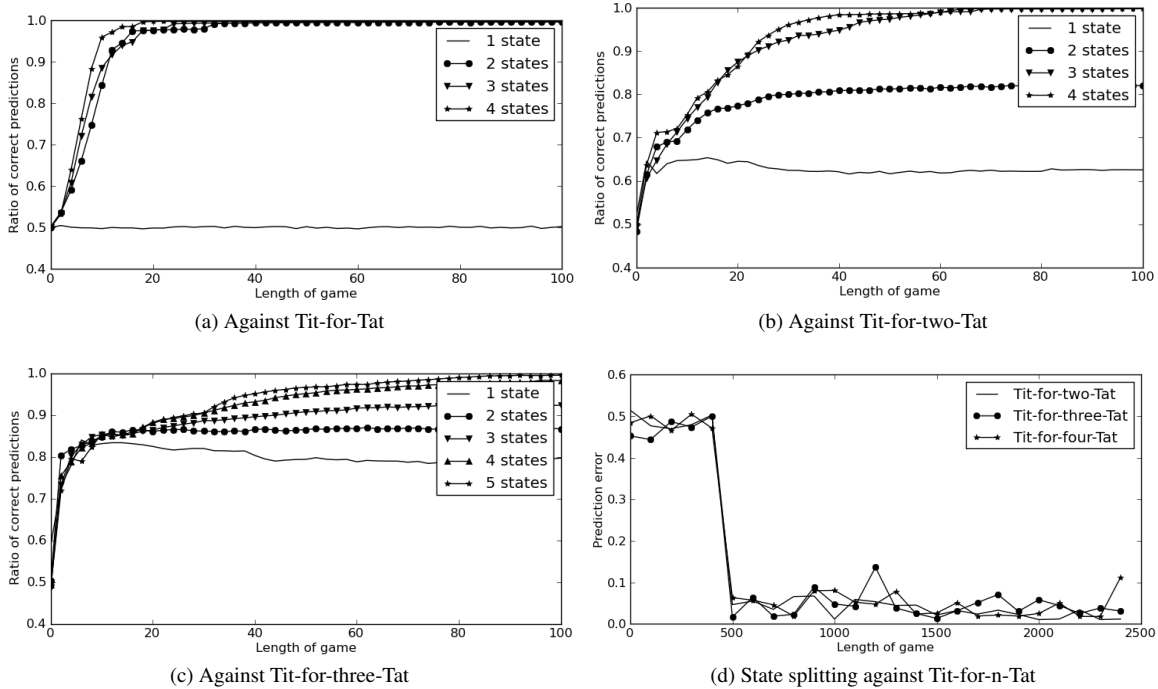 1.0
0.9
0.8
0.7
0.6
0.5
0.4
Ratio of correct predictions
1 state
2 states
3 states
4 states
0 20 40 60 80 100
Length of game
(a) Against Tit-for-Tat
1.0
0.9
0.8
0.7
0.6
0.5
0.4
Ratio of correct predictions
1 state
2 states
3 states
4 states
0 20 40 60 80 100
Length of game
(b) Against Tit-for-two-Tat
1.0
0.9
0.8
0.7
0.6
0.5
0.4
Ratio of correct predictions
1 state
2 states
3 states
4 states
5 states
0 20 40 60 80 100
Length of game
(c) Against Tit-for-three-Tat
0.6
0.5
0.4
0.3
0.2
0.1
0.0
Prediction error
Tit-for-two-Tat
Tit-for-three-Tat
Tit-for-four-Tat
0 500 1000 1500 2000 2500
Length of game
(d) State splitting against Tit-for-n-Tat